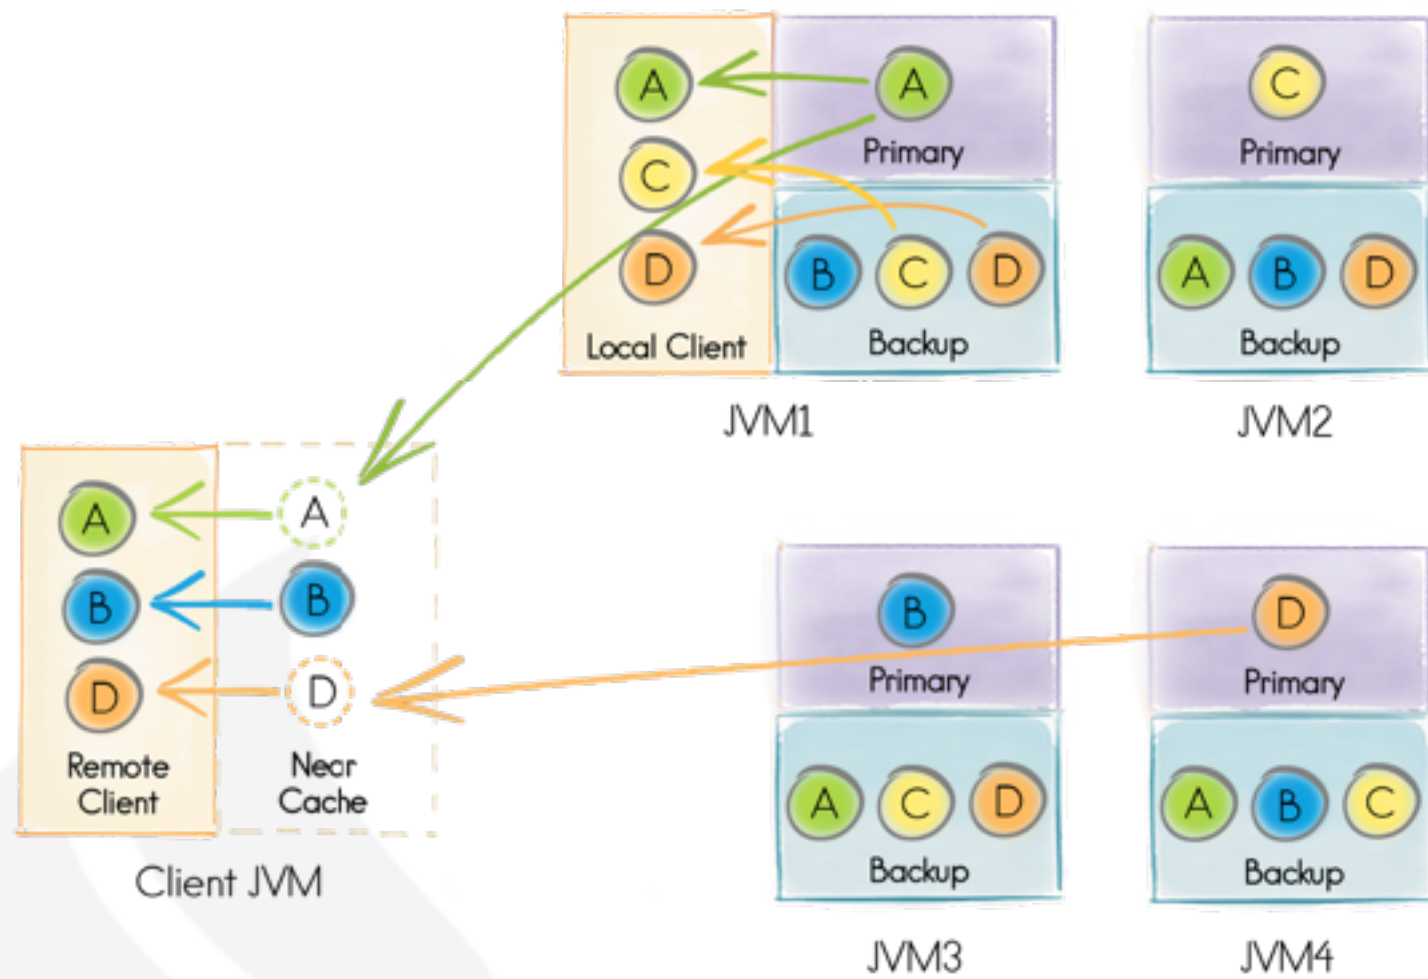 A A
C Primary
D B C D
Local Client Backup
JVM1
C
Primary
A B D
Backup
JVM2
A A
B B
D D
Remote
Client
Near
Cache
Client JVM
B
Primary
A C D
Backup
JVM3
D
Primary
A B C
Backup
JVM4